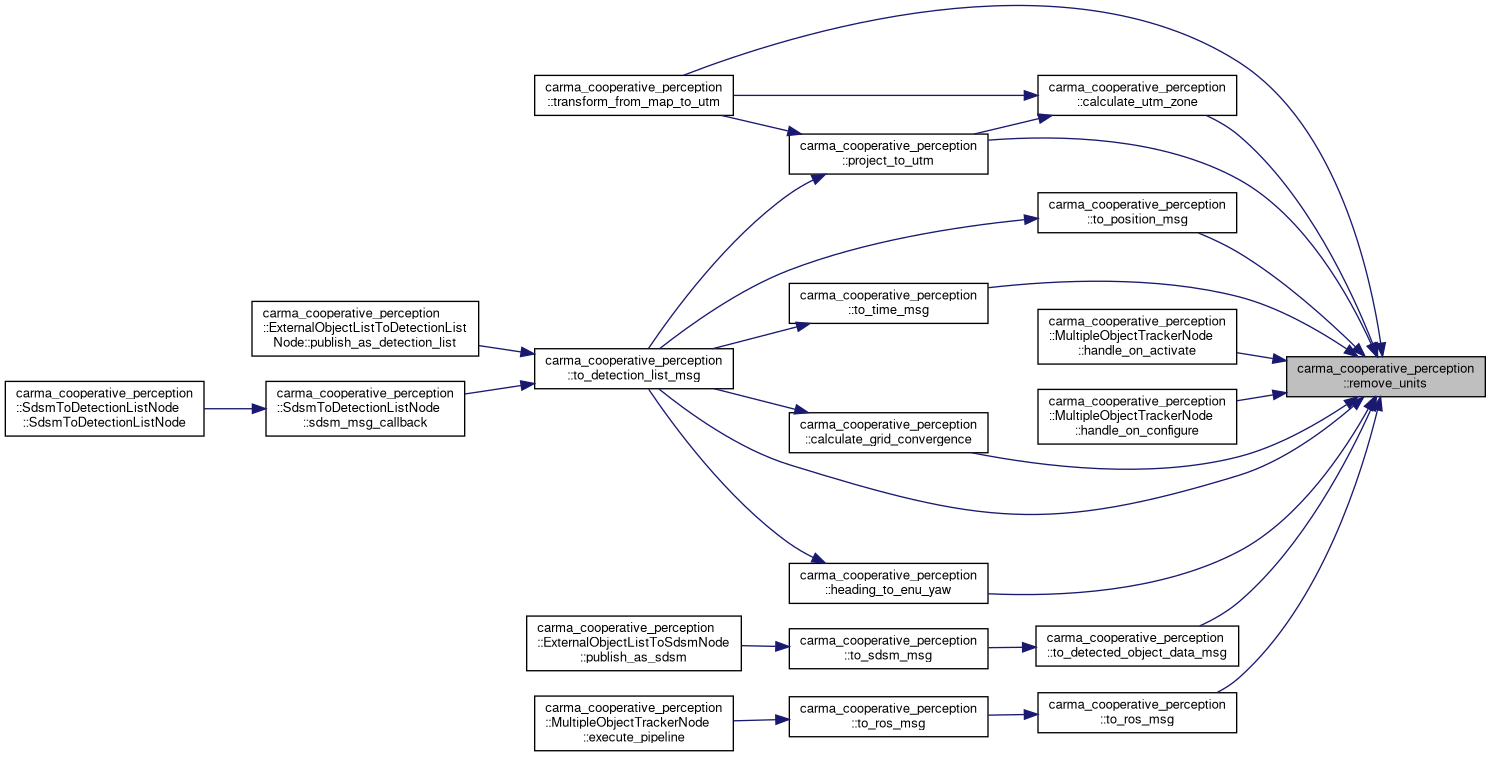 carma_cooperative_perception
::transform_from_map_to_utm
carma_cooperative_perception
::calculate_utm_zone
carma_cooperative_perception
::project_to_utm
carma_cooperative_perception
::to_position_msg
carma_cooperative_perception
::to_time_msg
carma_cooperative_perception
::ExternalObjectListToDetectionList
Node::publish_as_detection_list
carma_cooperative_perception
::MultipleObjectTrackerNode
::handle_on_activate
carma_cooperative_perception
::to_detection_list_msg
carma_cooperative_perception
::remove_units
carma_cooperative_perception
::SdsmToDetectionListNode
::SdsmToDetectionListNode
carma_cooperative_perception
::SdsmToDetectionListNode
::sdsm_msg_callback
carma_cooperative_perception
::MultipleObjectTrackerNode
::handle_on_configure
carma_cooperative_perception
::calculate_grid_convergence
carma_cooperative_perception
::heading_to_enu_yaw
carma_cooperative_perception
::ExternalObjectListToSdsmNode
::publish_as_sdsm
carma_cooperative_perception
::to_sdsm_msg
carma_cooperative_perception
::to_detected_object_data_msg
carma_cooperative_perception
::MultipleObjectTrackerNode
::execute_pipeline
carma_cooperative_perception
::to_ros_msg
carma_cooperative_perception
::to_ros_msg